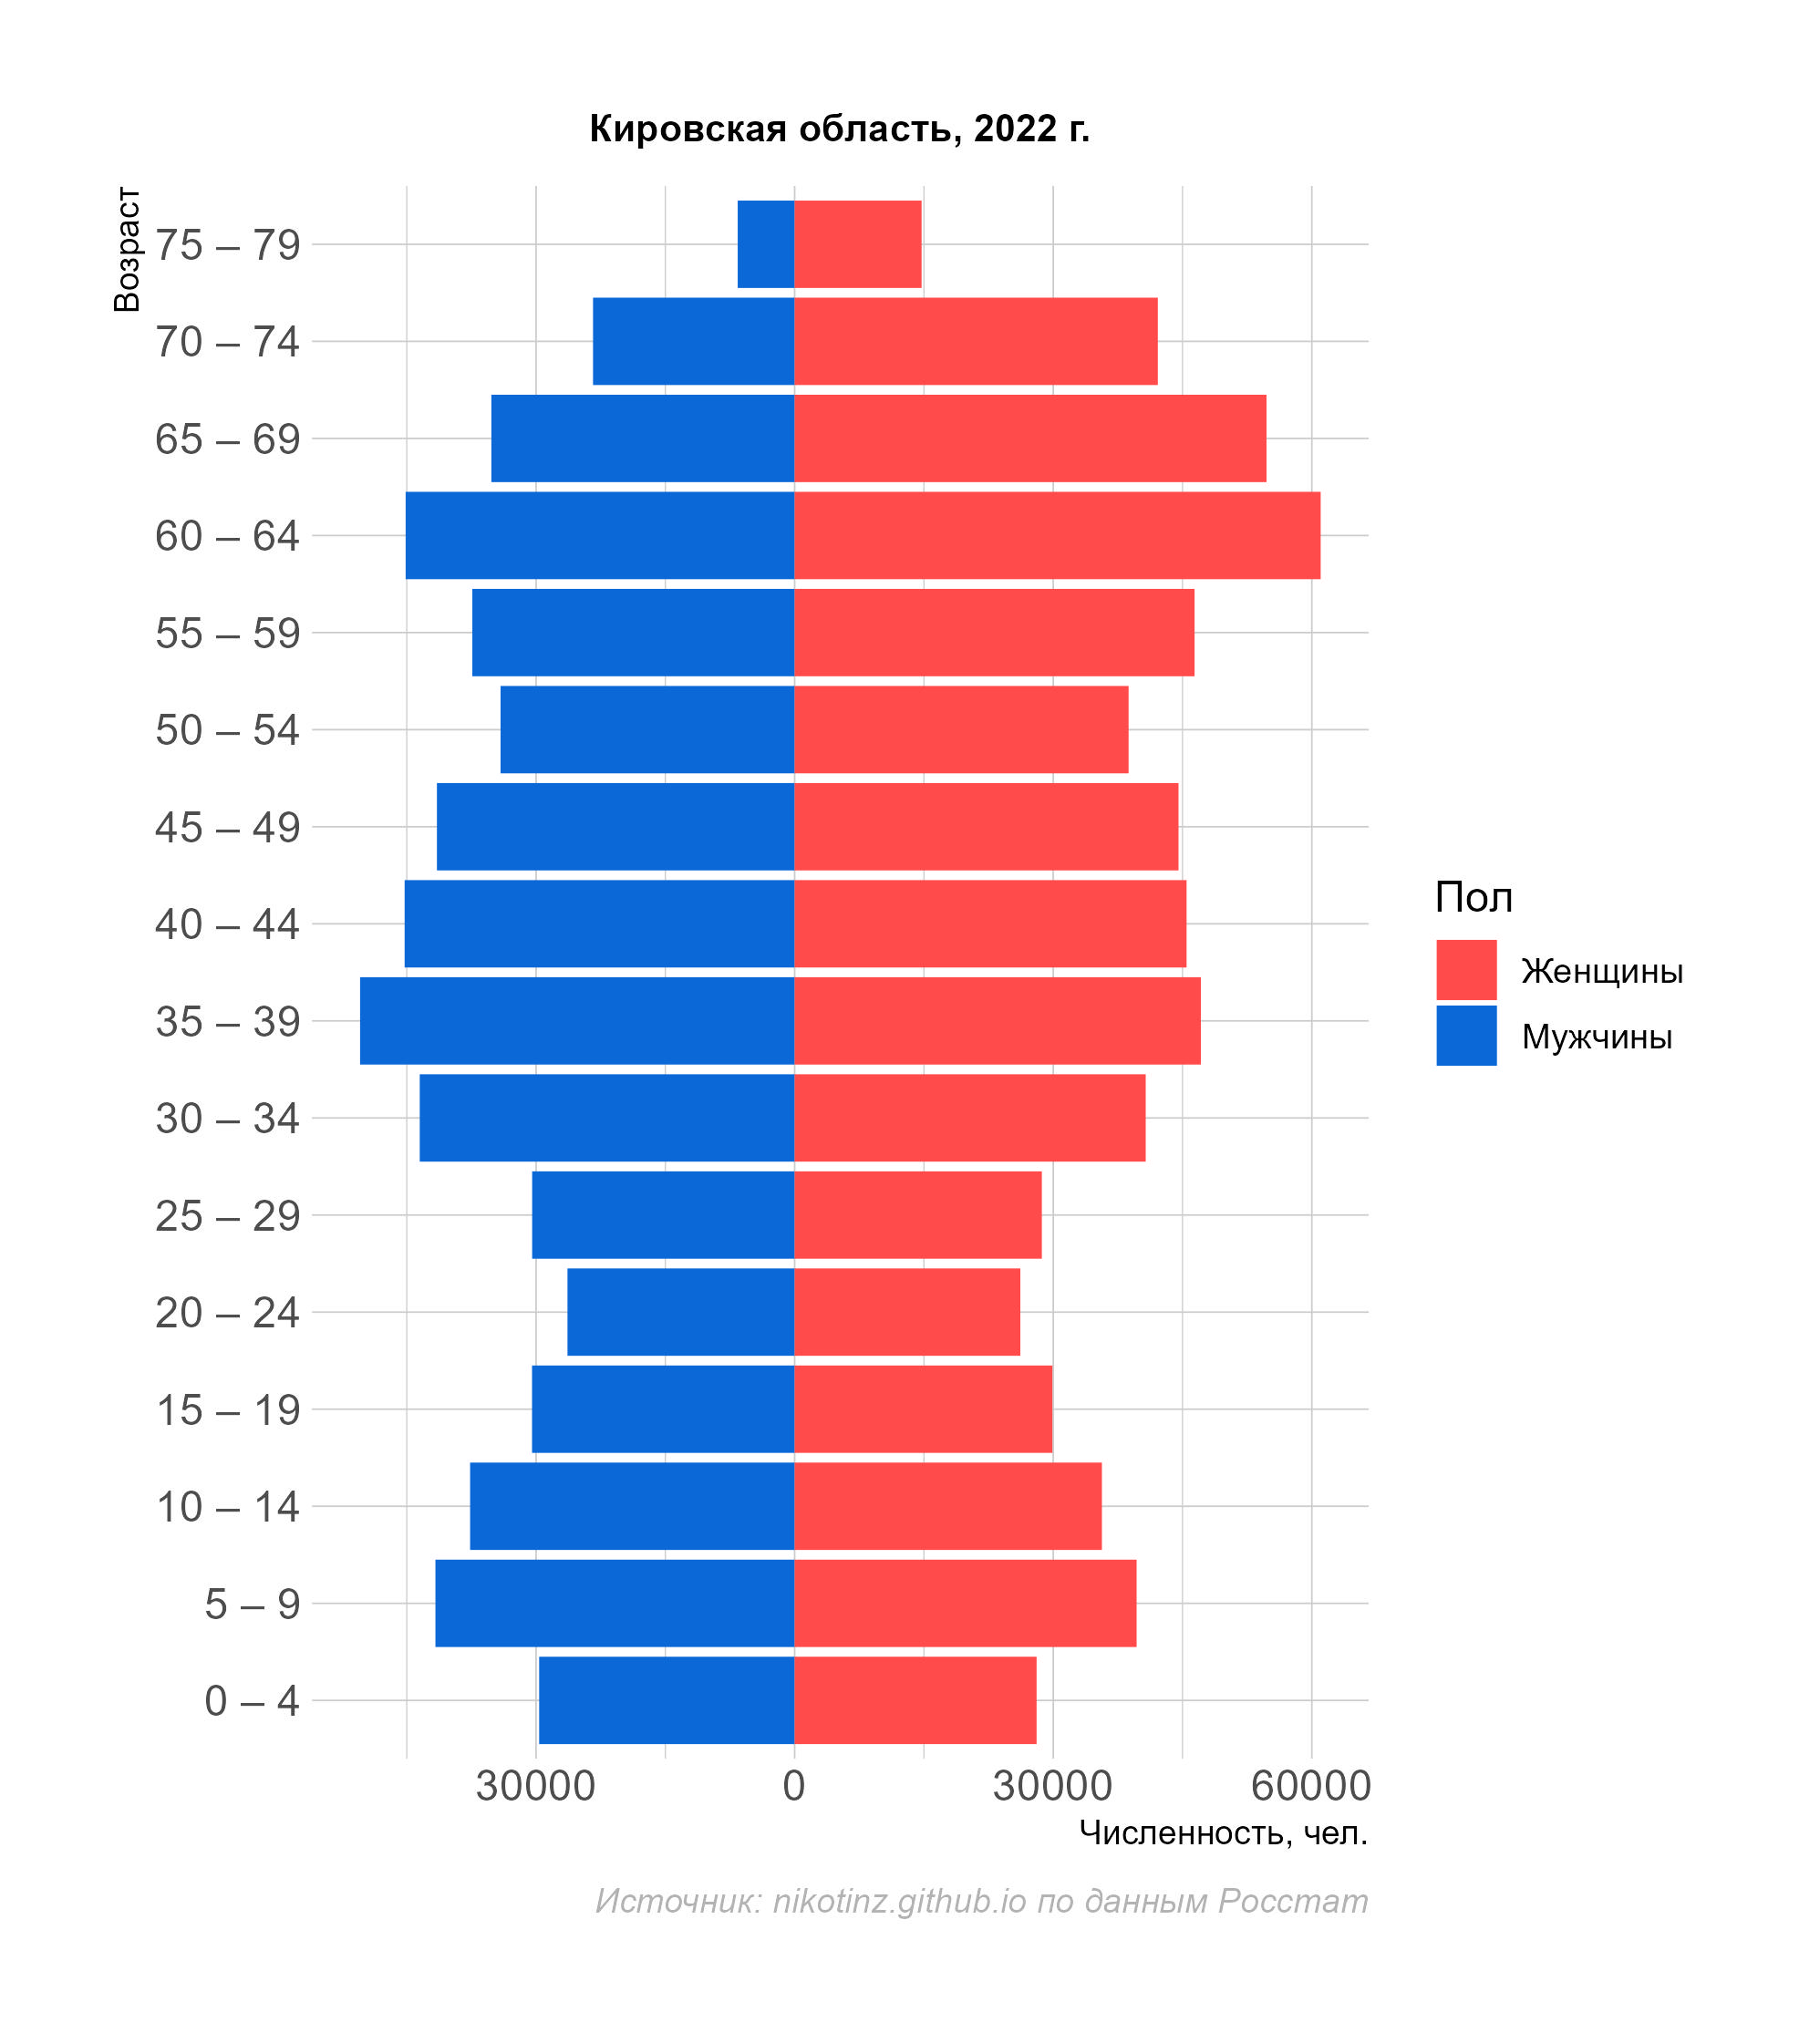 Кировская область, 2022 г.
Возраст
75 – 79
70 – 74
65 – 69
60 – 64
55 – 59
50 – 54
45 – 49
40 – 44
35 – 39
30 – 34
25 – 29
20 – 24
15 – 19
10 – 14
5 – 9
0 – 4
30000 0 30000 60000
Численность, чел.
Пол
Женщины
Мужчины
Источник: nikotinz.github.io по данным Росстат